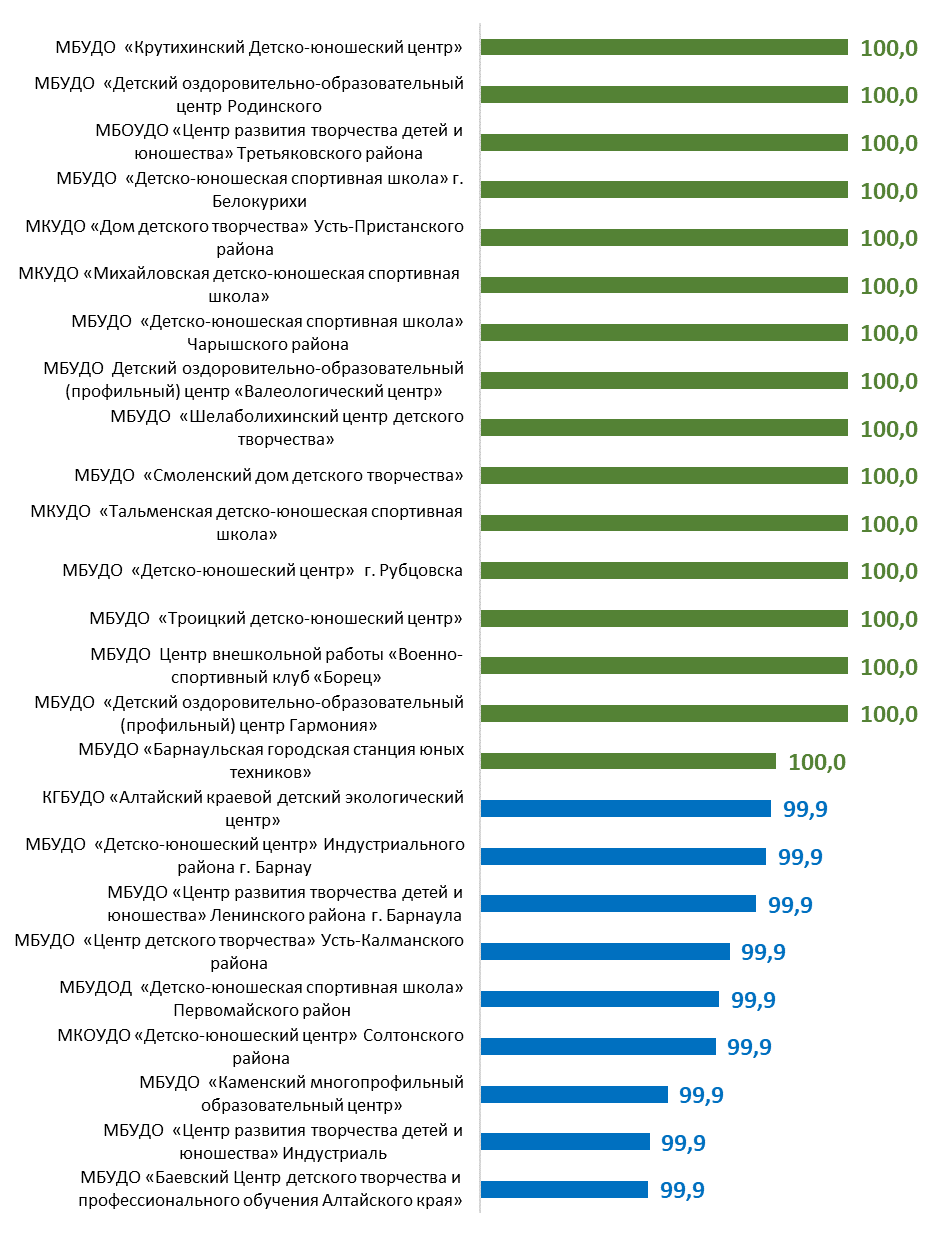 МБУДО «Крутихинский Детско-юношеский центр»
100,0
МБУДО «Детский оздоровительно-образовательный
центр Родинского
100,0
МБОУДО «Центр развития творчества детей и
юношества» Третьяковского района
100,0
МБУДО «Детско-юношеская спортивная школа» г.
Белокурихи
100,0
МКУДО «Дом детского творчества» Усть-Пристанского
района
100,0
МКУДО «Михайловская детско-юношеская спортивная
школа»
100,0
МБУДО «Детско-юношеская спортивная школа»
Чарышского района
100,0
МБУДО Детский оздоровительно-образовательный
(профильный) центр «Валеологический центр»
100,0
МБУДО «Шелаболихинский центр детского
творчества»
100,0
МБУДО «Смоленский дом детского творчества»
100,0
МКУДО «Тальменская детско-юношеская спортивная
школа»
100,0
МБУДО «Детско-юношеский центр» г. Рубцовска
100,0
МБУДО «Троицкий детско-юношеский центр»
100,0
МБУДО Центр внешкольной работы «Военно-
спортивный клуб «Борец»
100,0
МБУДО «Детский оздоровительно-образовательный
(профильный) центр Гармония»
100,0
МБУДО «Барнаульская городская станция юных
техников»
100,0
КГБУДО «Алтайский краевой детский экологический
центр»
99,9
МБУДО «Детско-юношеский центр» Индустриального
района г. Барнау
99,9
МБУДО «Центр развития творчества детей и
юношества» Ленинского района г. Барнаула
99,9
МБУДО «Центр детского творчества» Усть-Калманского
района
99,9
МБУДОД «Детско-юношеская спортивная школа»
Первомайского район
99,9
МКОУДО «Детско-юношеский центр» Солтонского
района
99,9
МБУДО «Каменский многопрофильный
образовательный центр»
99,9
МБУДО «Центр развития творчества детей и
юношества» Индустриаль
99,9
МБУДО «Баевский Центр детского творчества и
профессионального обучения Алтайского края»
99,9